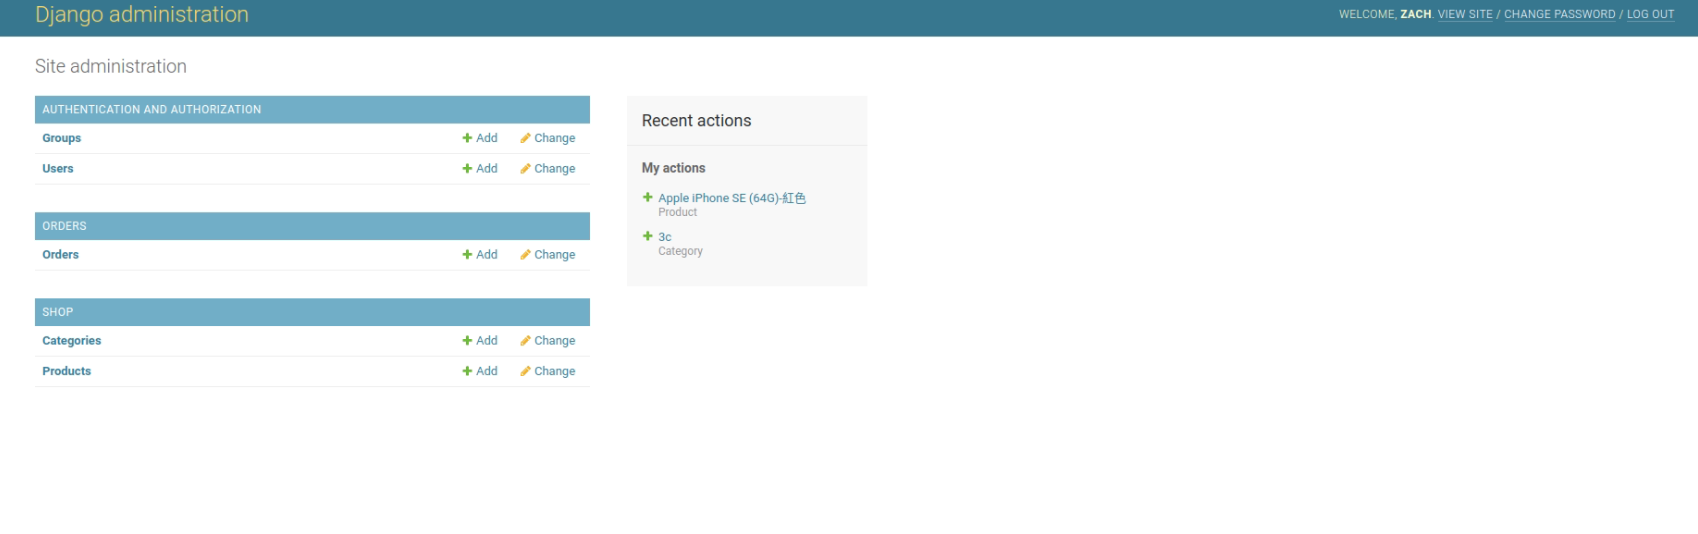 Django administration
WELCOME, ZACH. VIEW SITE / CHANGE PASSWORD / LOG OUT
Site administration
AUTHENTICATION AND AUTHORIZATION
Groups Add Change
Users Add Change
ORDERS
Orders Add Change
SHOP
Categories Add Change
Products Add Change
Recent actions
My actions
Apple iPhone SE (64G)-紅色
Product
3c
Category